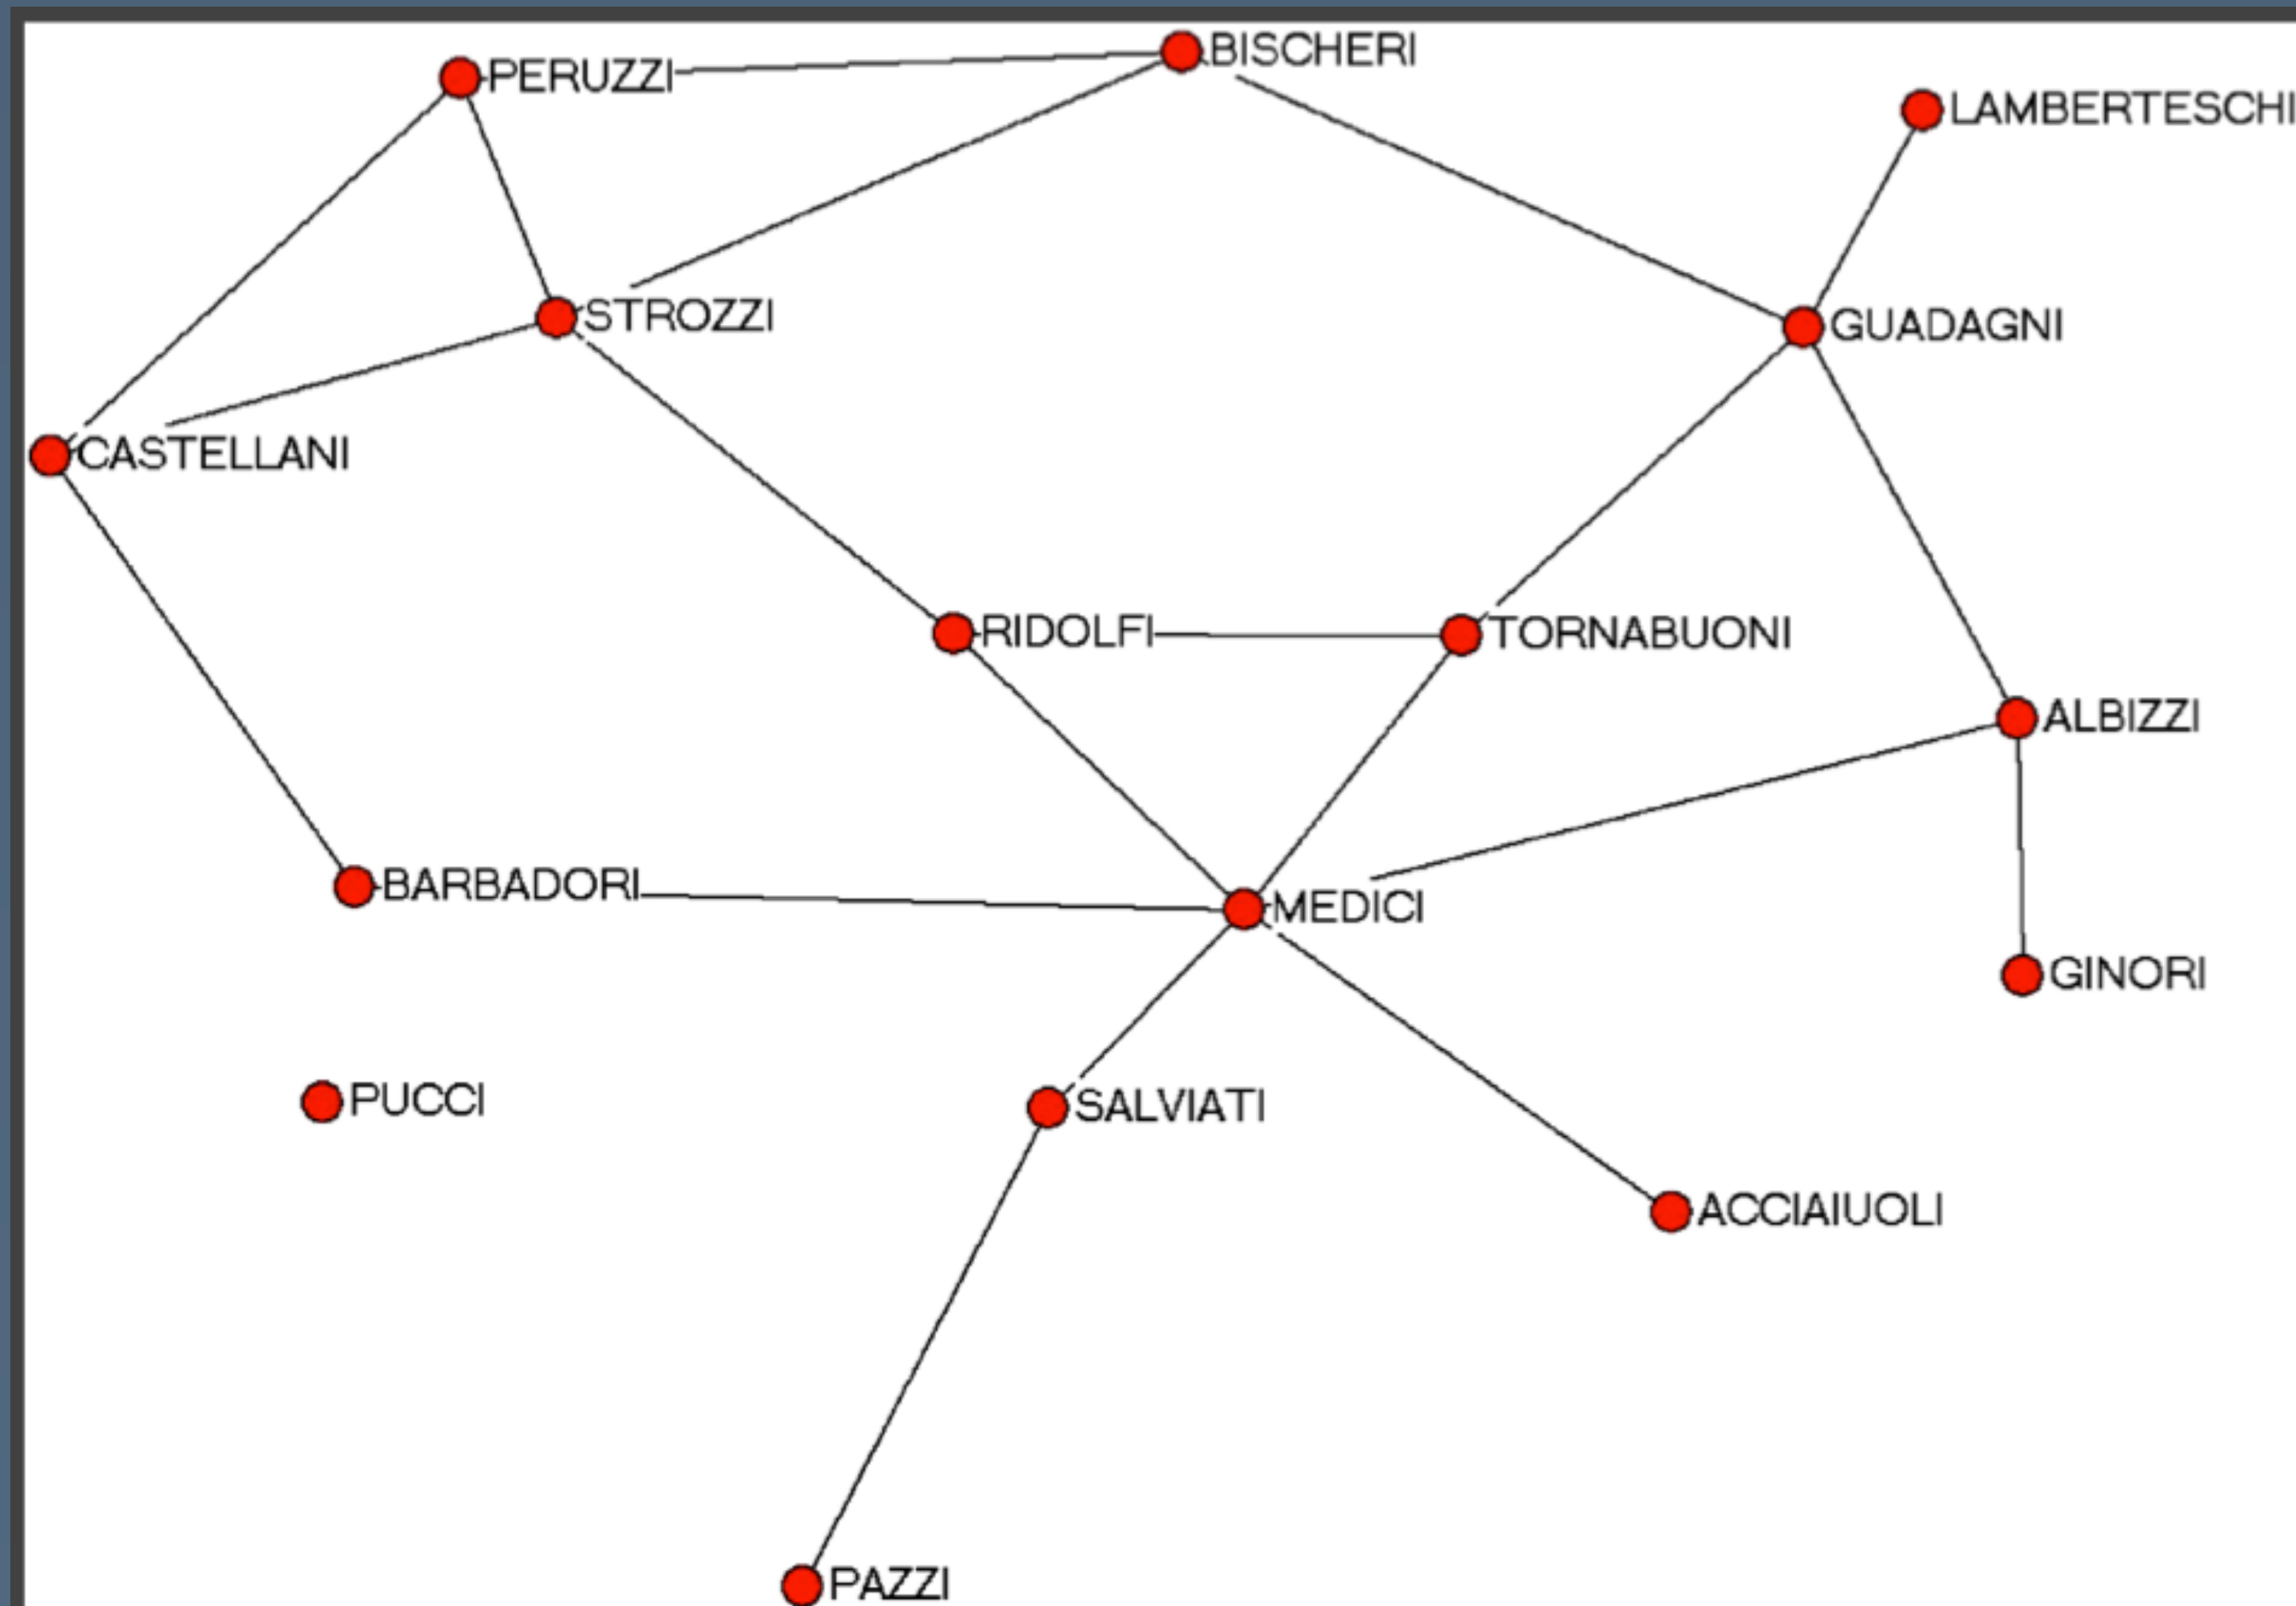 BISCHERI
PERUZZI
LAMBERTESCHI
STROZZI
GUADAGNI
CASTELLANI
RIDOLFI
TORNABUONI
ALBIZZI
BARBADORI
MEDICI
GINORI
PUCCI
SALVIATI
ACCIAIUOLI
PAZZI